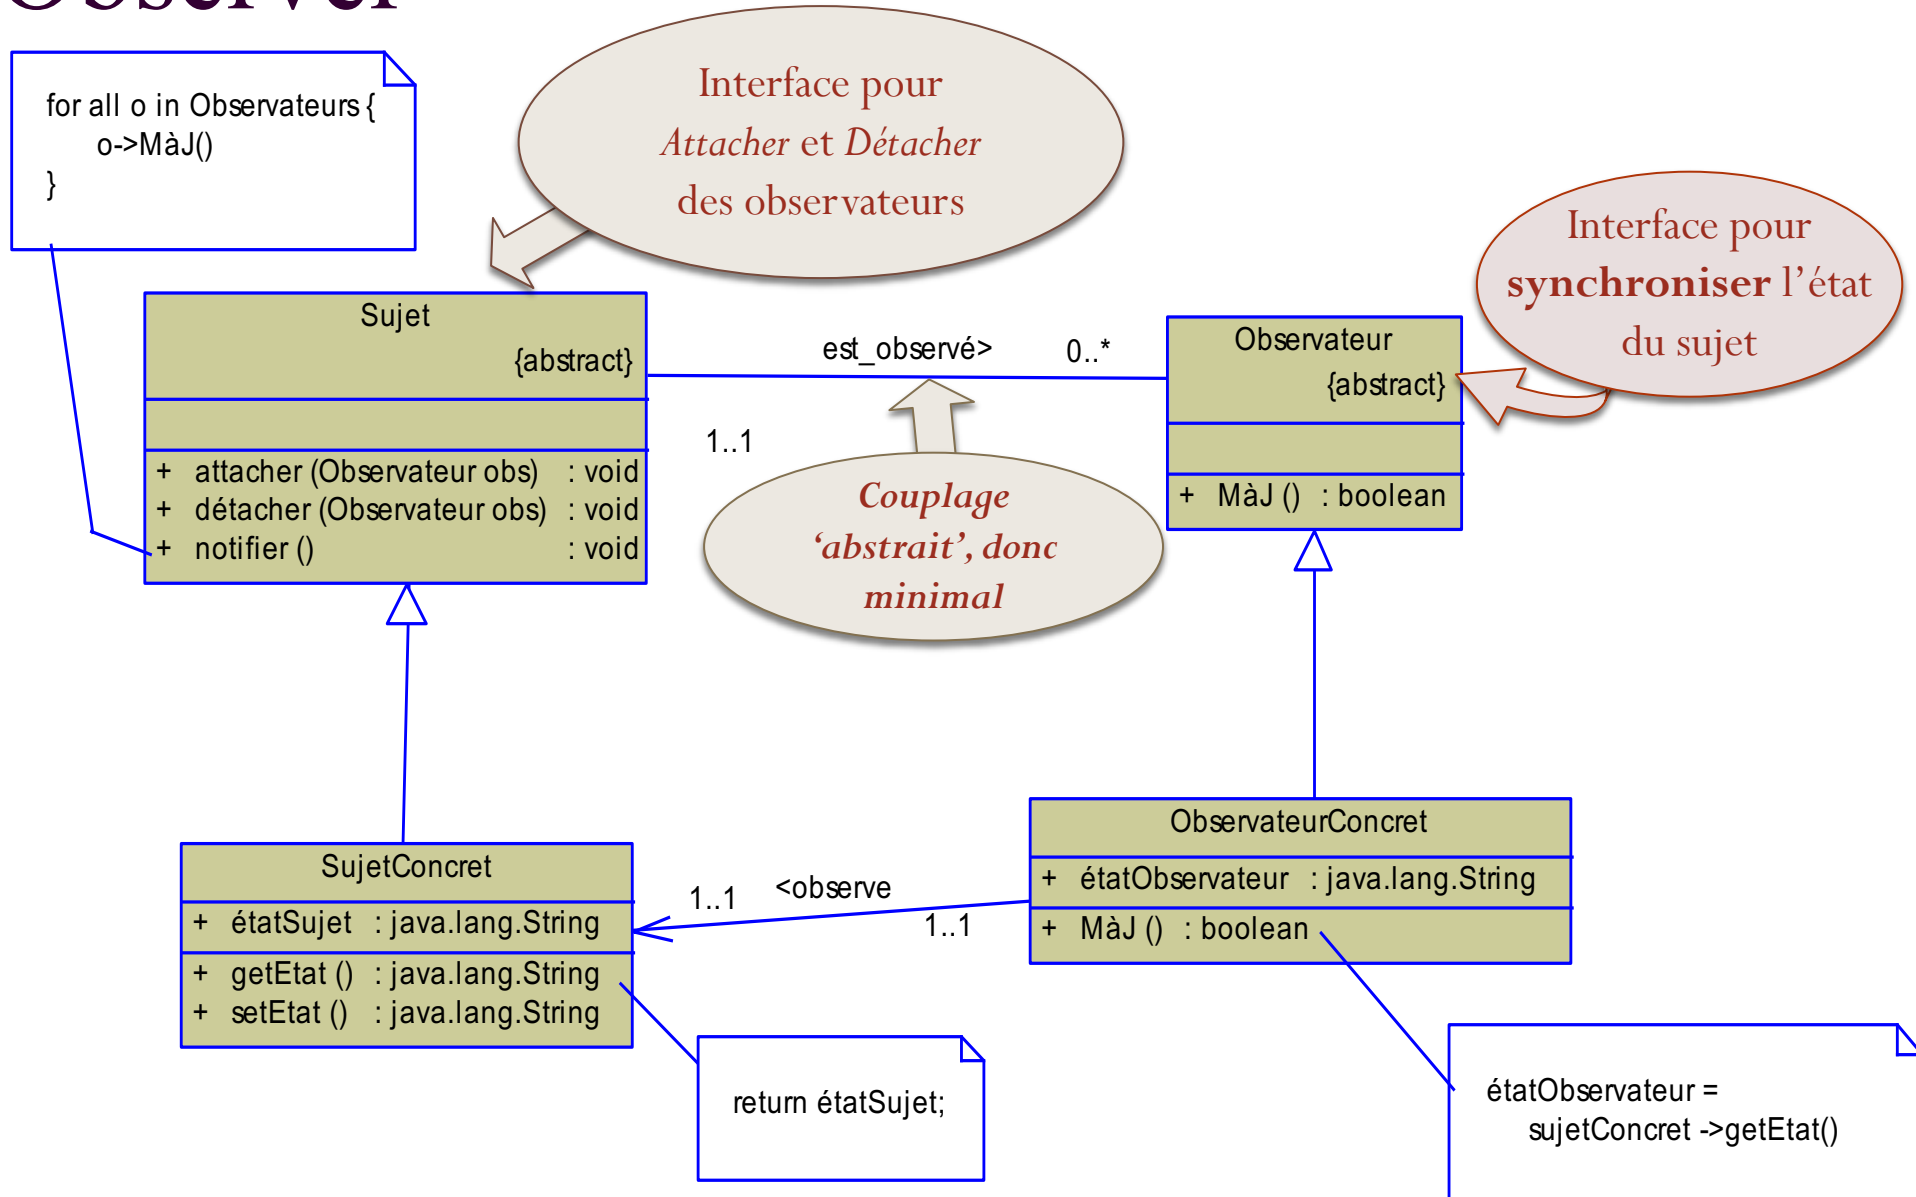 Observer
for all o in Observateurs {
o->MàJ()
}
Interface pour
Attacher et Détacher
des observateurs
Interface pour
synchroniser l’état
du sujet
Sujet
{abstract}
+ attacher (Observateur obs) : void
+ détacher (Observateur obs) : void
+ notifier () : void
est_observé> 0..*
1..1
Couplage
‘abstrait’, donc
minimal
Observateur
{abstract}
+ MàJ () : boolean
SujetConcret
+ étatSujet : java.lang.String
+ getEtat () : java.lang.String
+ setEtat () : java.lang.String
1..1 <observe
1..1
ObservateurConcret
+ étatObservateur : java.lang.String
+ MàJ () : boolean
return étatSujet;
étatObservateur =
sujetConcret ->getEtat()